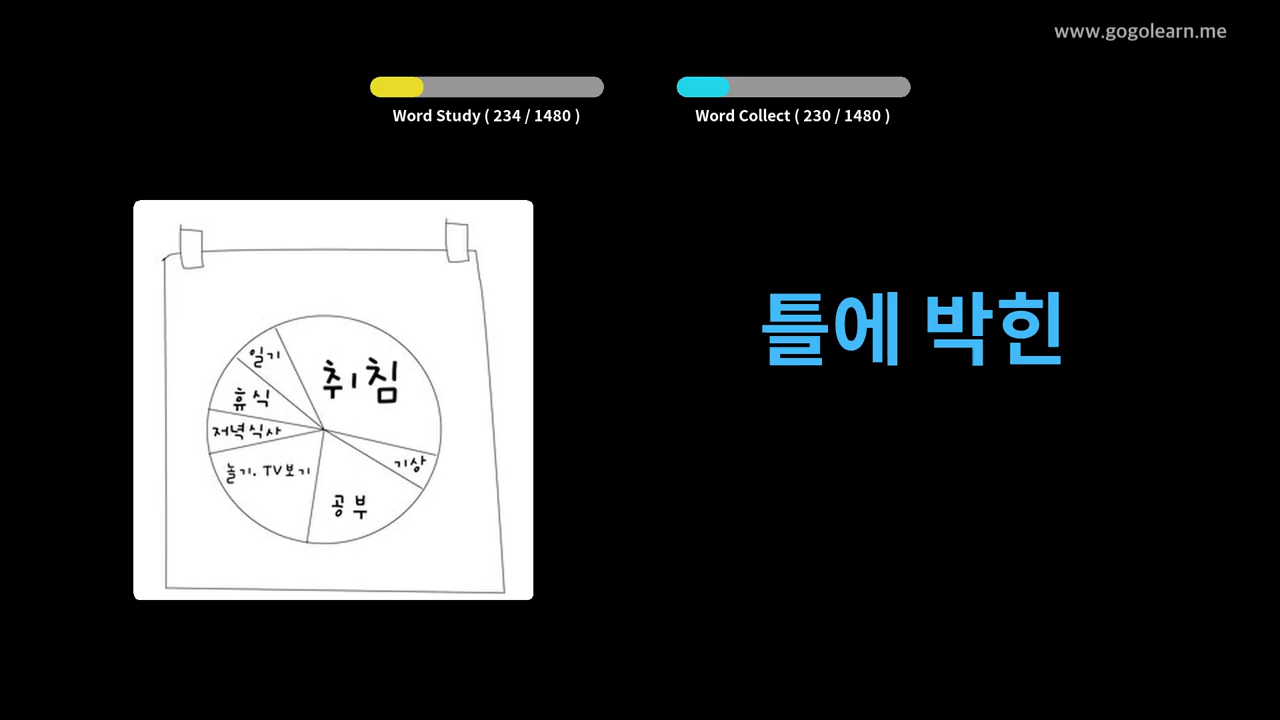 www.gogolearn.me
Word Study ( 234 / 1480 )
Word Collect ( 230 / 1480 )
일기
취침
휴식
저녁식사
놀기. TV보기
기상
공부
틀에 박힌